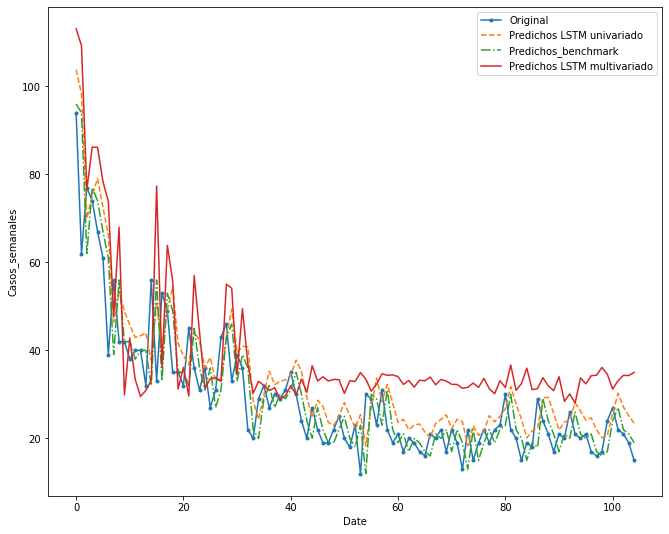 Original
Predichos LSTM univariado
Predichos_benchmark
Predichos LSTM multivariado
100
80
60
40
20
Casos_semanales
0 20 40 60 80 100
Date